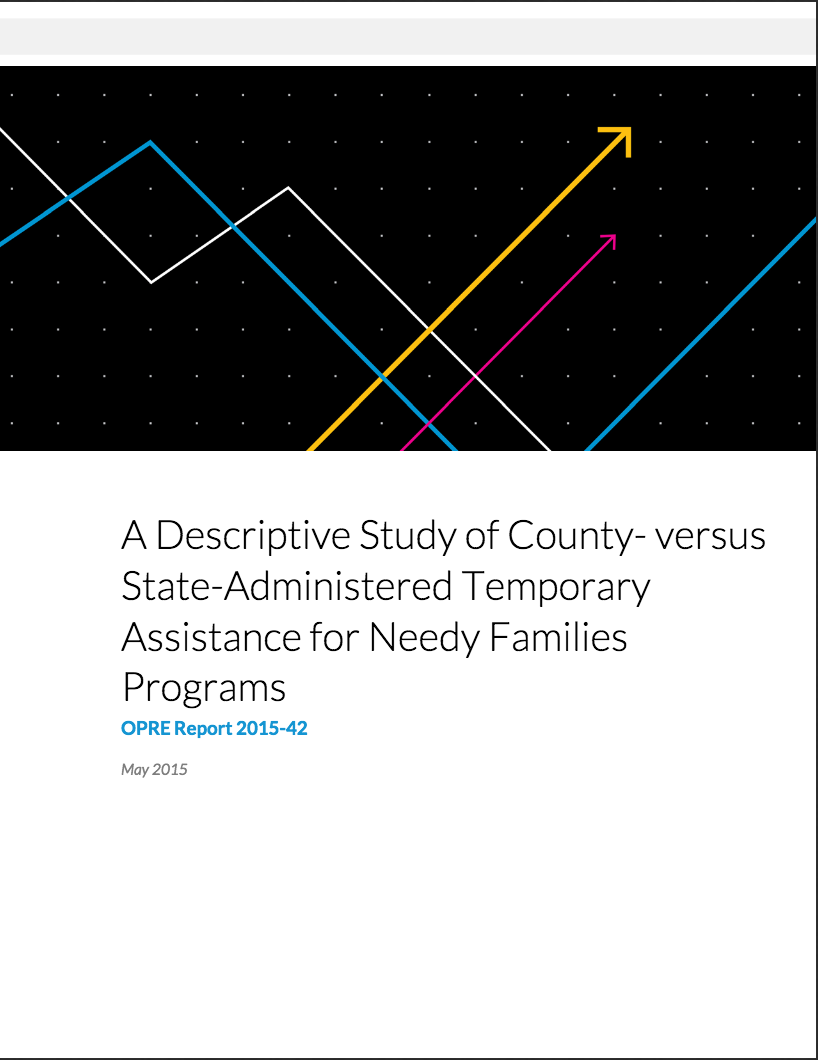 A Descriptive Study of County- versus
State-Administered Temporary
Assistance for Needy Families
Programs
OPRE Report 2015-42
May 2015